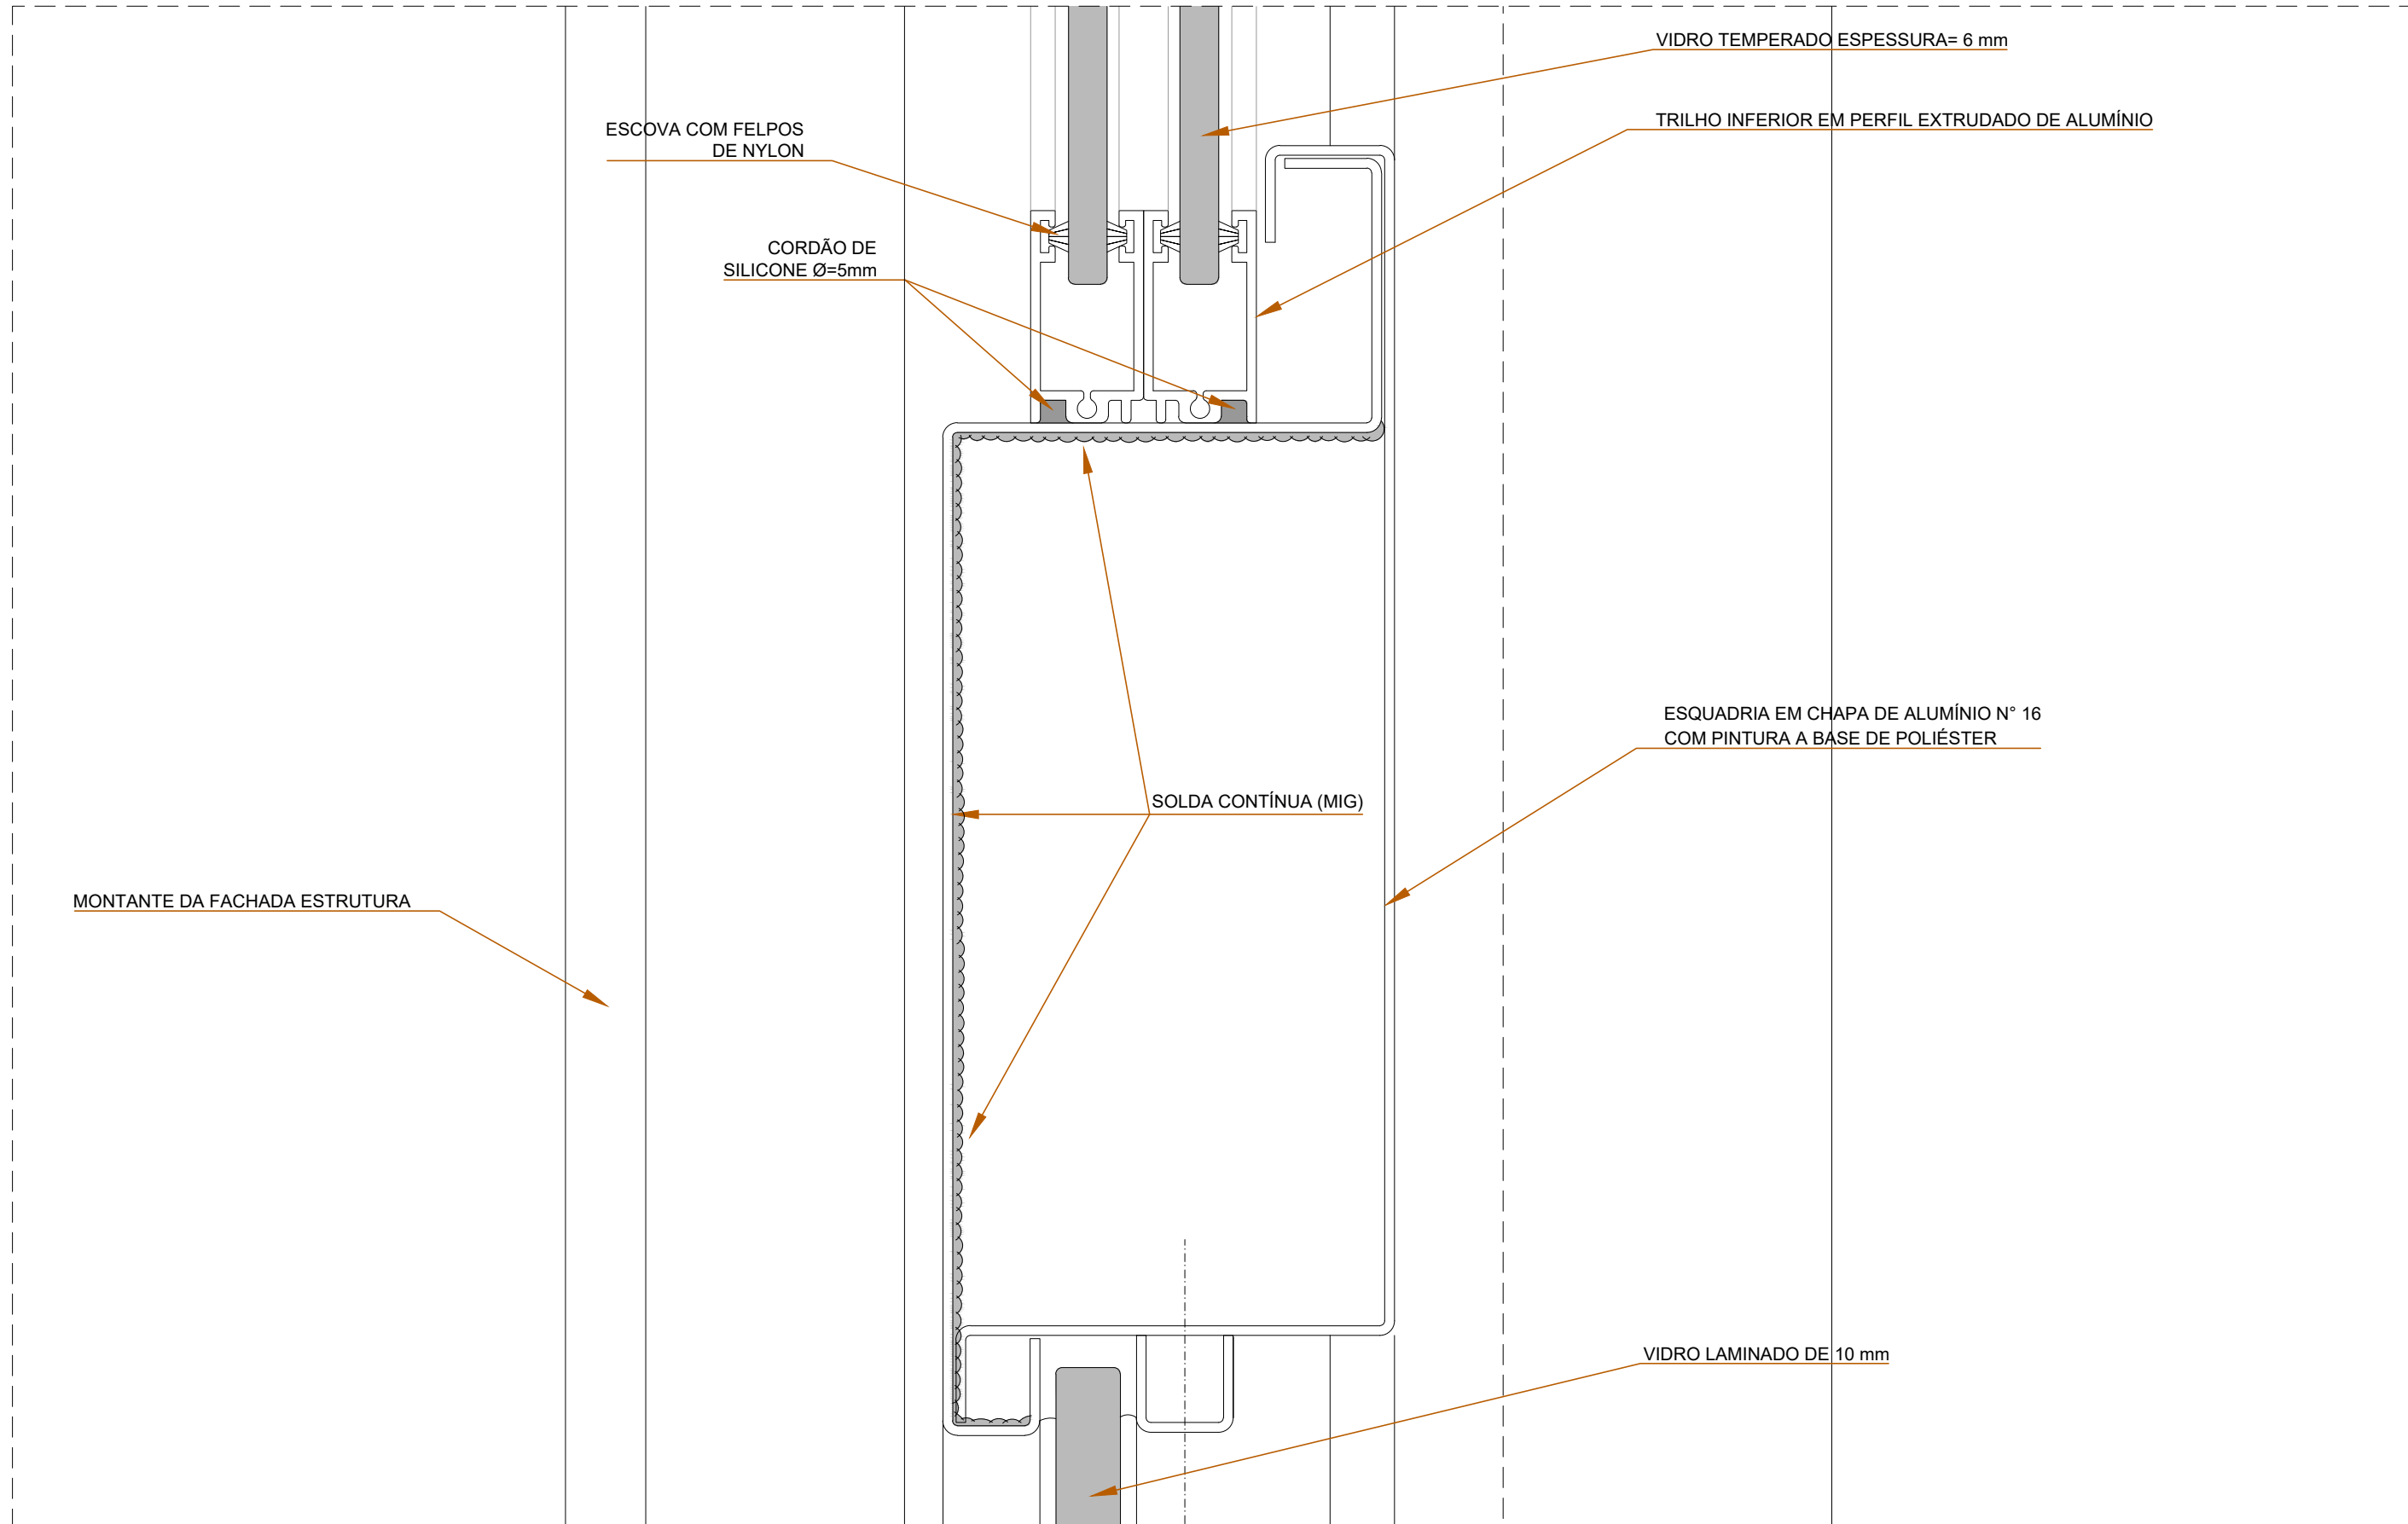 VIDRO TEMPERADO ESPESSURA= 6 mm
TRILHO INFERIOR EM PERFIL EXTRUDADO DE ALUMÍNIO
ESCOVA COM FELPOS
DE NYLON
CORDÃO DE
SILICONE Ø=5mm
ESQUADRIA EM CHAPA DE ALUMÍNIO N° 16
COM PINTURA A BASE DE POLIÉSTER
SOLDA CONTÍNUA (MIG)
MONTANTE DA FACHADA ESTRUTURA
VIDRO LAMINADO DE 10 mm